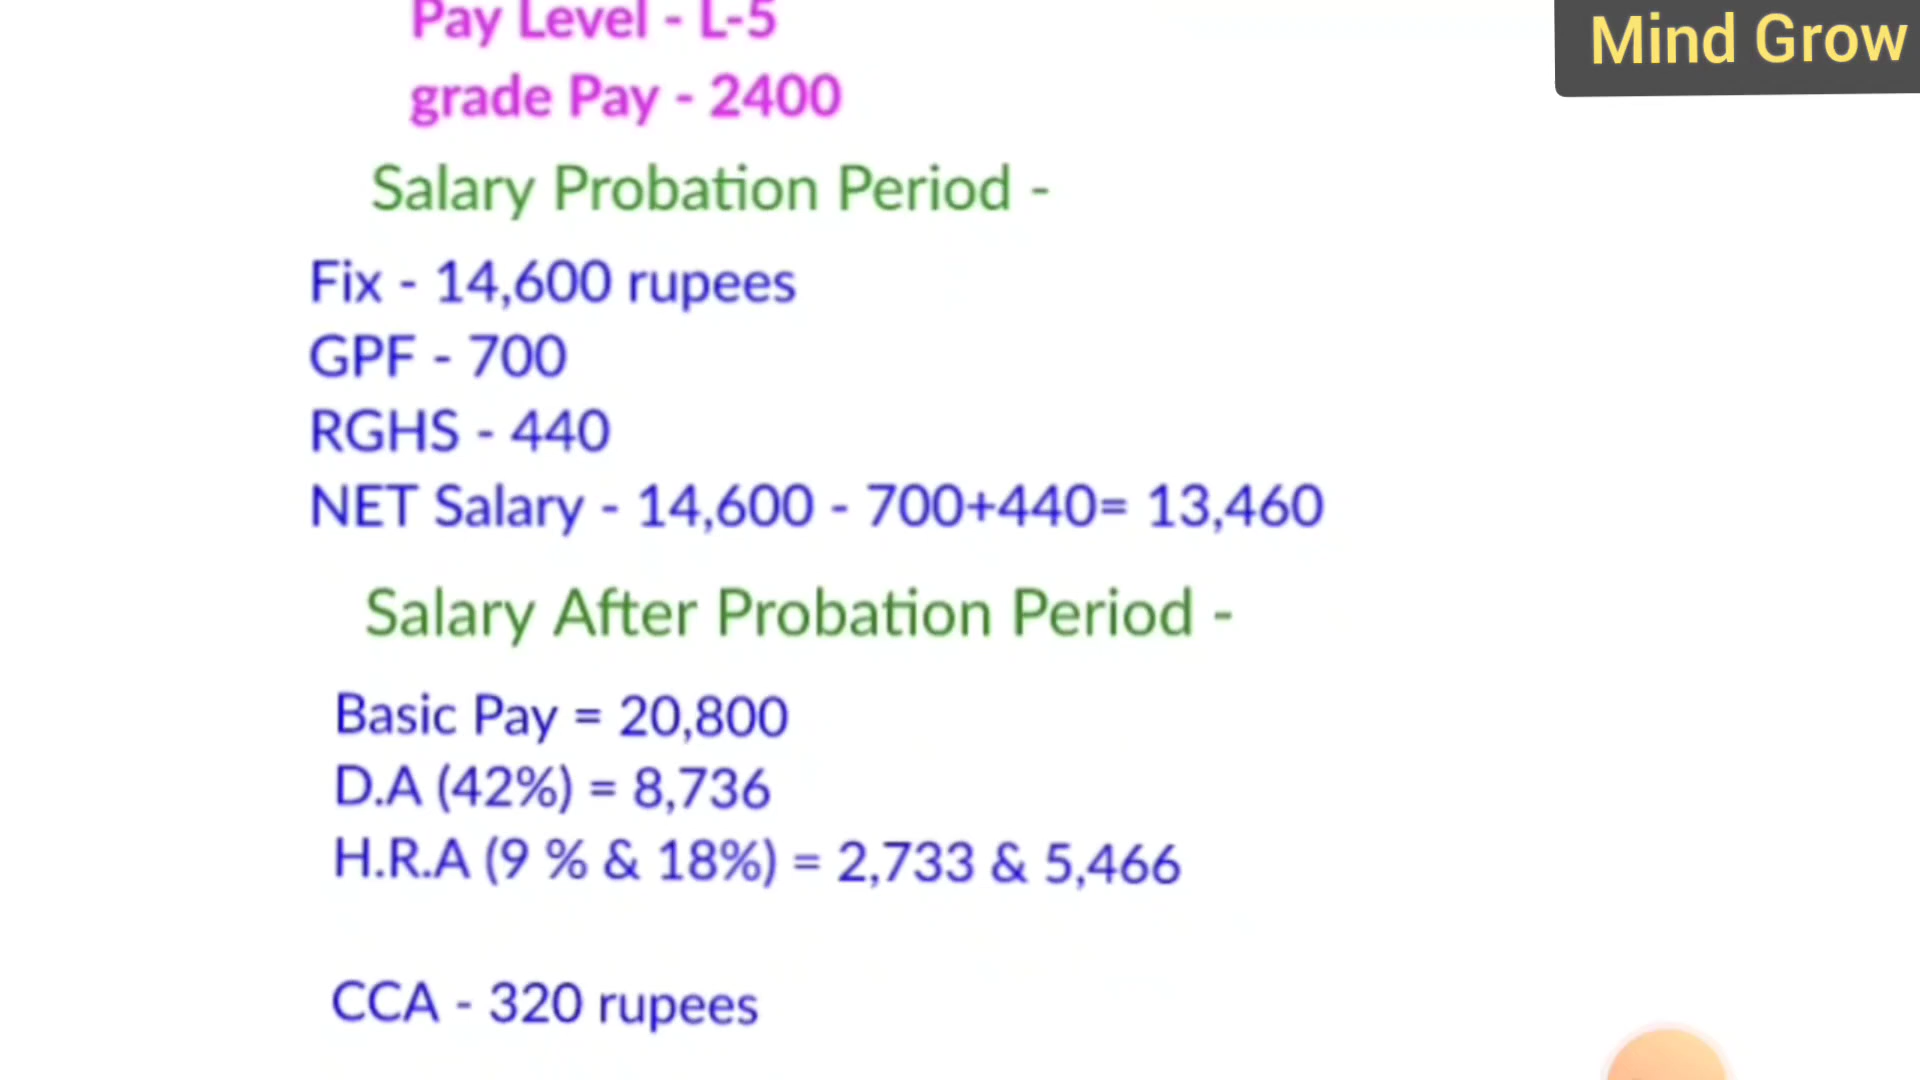 Pay Level - L-5
Mind Grow
grade Pay - 2400
Salary Probation Period -
Fix - 14,600 rupees
GPF - 700
RGHS - 440
NET Salary - 14,600 - 700+440= 13,460
Salary After Probation Period -
Basic Pay = 20,800
D.A (42%) = 8,736
H.R.A (9 % & 18%) = 2,733 & 5,466
CCA - 320 rupees